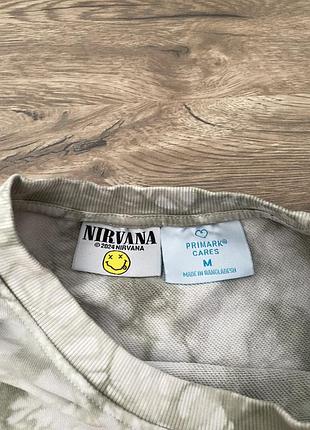 NIRVANA
© 2024 NIRVANA
PRIMARK®
CARES
M
MADE IN BANGLADESH